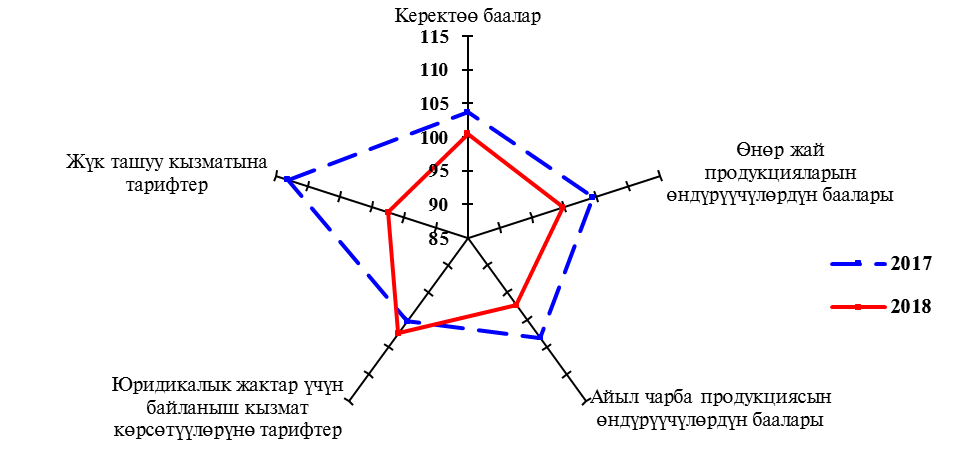 Керектөө баалар
115
110
105
100
95
90
85
Өнөр жай
продукцияларын
өндүрүүчүлөрдүн баалары
Айыл чарба продукциясын
өндүрүүчүлөрдүн баалары
Юридикалык жактар үчүн
байланыш кызмат
көрсөтүүлөрүнө тарифтер
Жүк ташуу кызматына
тарифтер
2017
2018